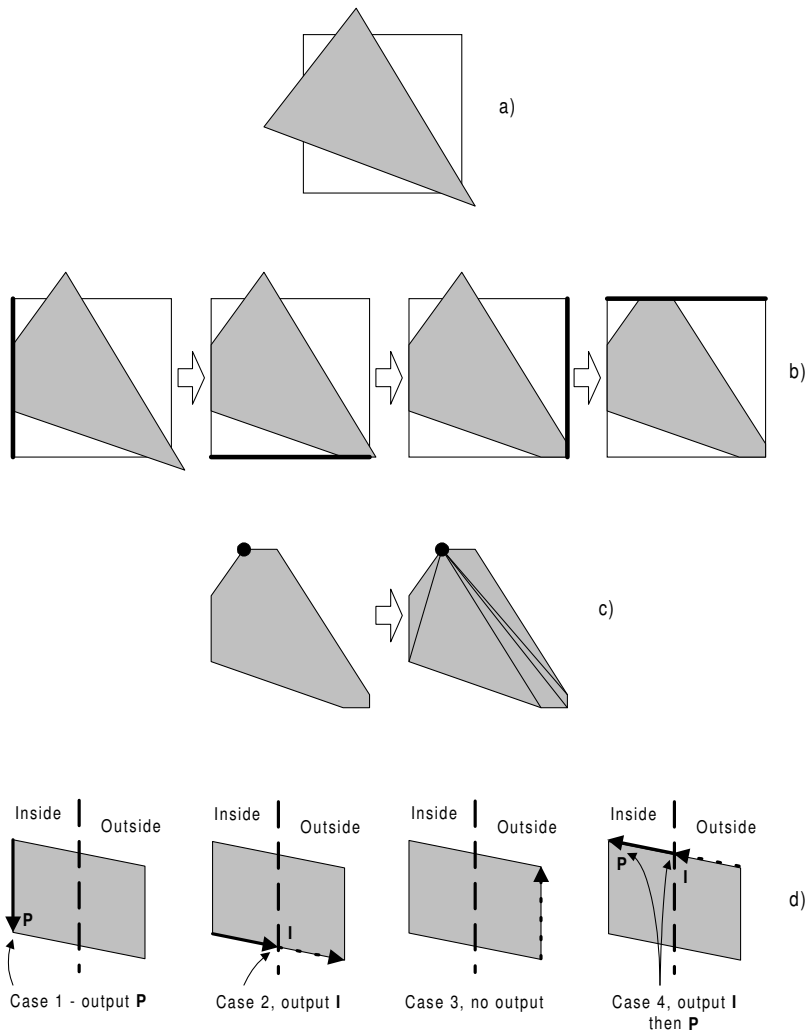 a)
b)
c)
Inside
Outside
P
Case 1 - output P
Inside
Outside
I
Case 2, output I
Inside
Outside
Case 3, no output
Inside
Outside
P
I
Case 4, output I
then P
d)